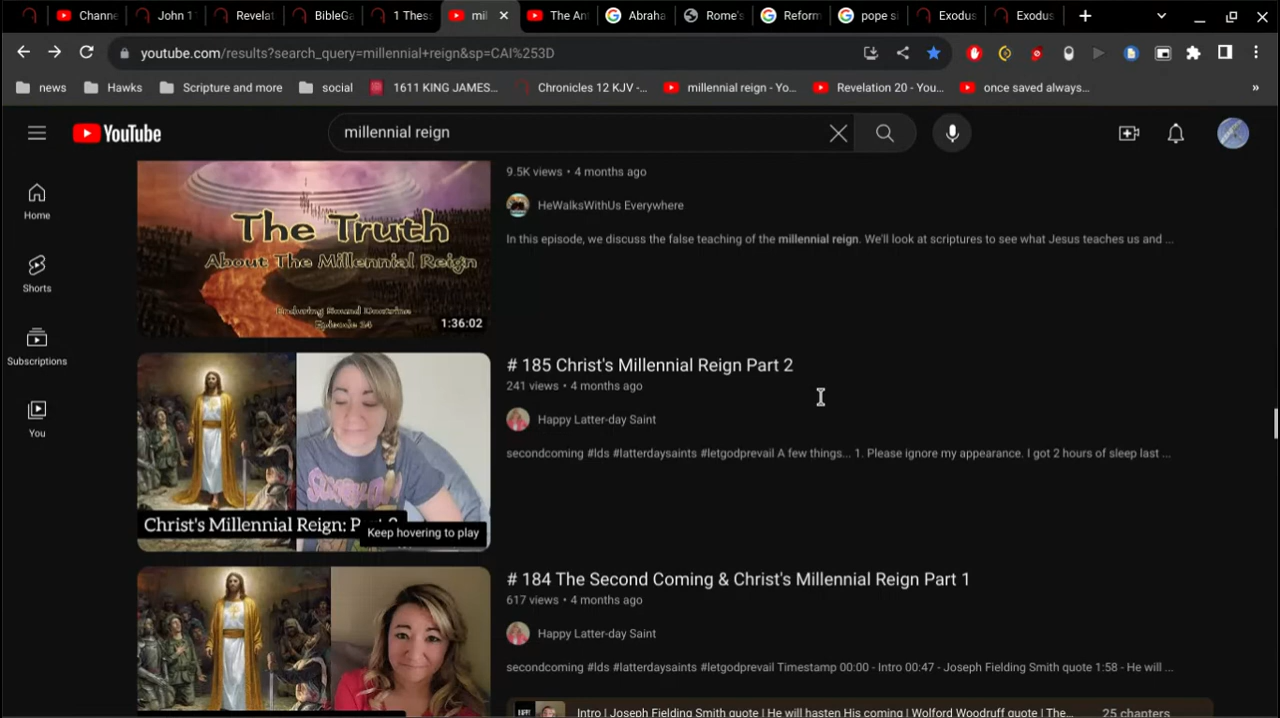 Channe
John 1
Revelat
BibleGa
1 Thess
mil
The Ant
Abraha
Rome's
Reform
pope si
Exodus
Exodus
youtube.com/results?search_query=millennial+reign&sp=CAI%253D
news
Hawks
Scripture and more
social
1611 KING JAMES...
Chronicles 12 KJV -...
millennial reign - Yo...
Revelation 20 - You...
once saved always...
»
YouTube
millennial reign
Home
Shorts
Subscriptions
You
The Truth
About The Millennial Reign
Enduring Sound Doctrine
Episode 24
1:36:02
9.5K views • 4 months ago
HeWalksWithUs Everywhere
In this episode, we discuss the false teaching of the millennial reign. We'll look at scriptures to see what Jesus teaches us and ...
Christ's Millennial Reign: P
Keep hovering to play
# 185 Christ's Millennial Reign Part 2
241 views • 4 months ago
Happy Latter-day Saint
secondcoming #lds #latterdaysaints #letgodprevail A few things... 1. Please ignore my appearance. I got 2 hours of sleep last ...
# 184 The Second Coming & Christ's Millennial Reign Part 1
617 views • 4 months ago
Happy Latter-day Saint
secondcoming #lds #latterdaysaints #letgodprevail Timestamp 00:00 - Intro 00:47 - Joseph Fielding Smith quote 1:58 - He will ...
Intro | Joseph Fielding Smith quote | He will hasten His coming | Wolford Woodruff quote | The...
25 chapters